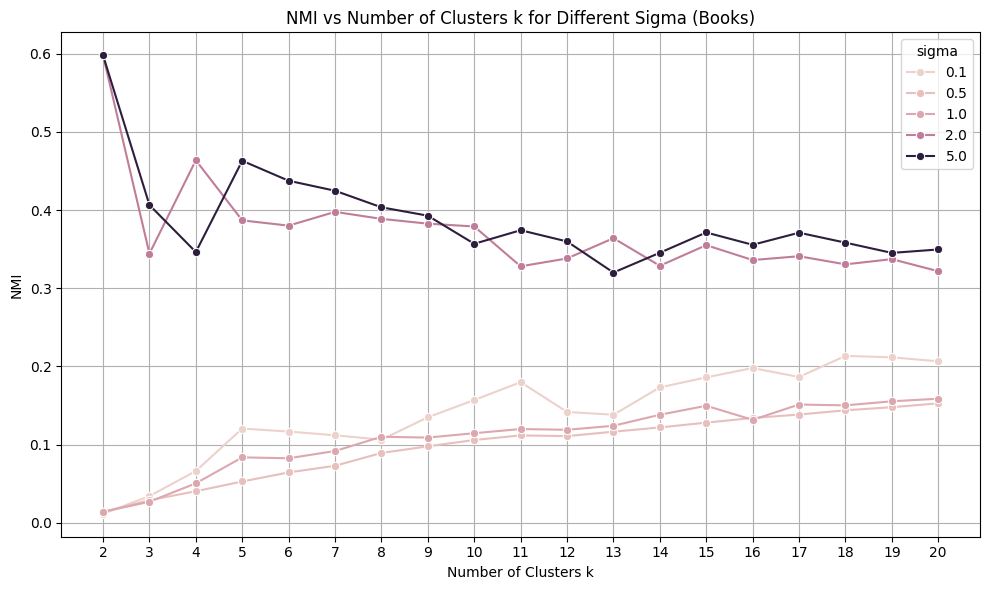 NMI vs Number of Clusters k for Different Sigma (Books)
sigma
0.1
0.5
1.0
2.0
5.0
NMI
0.6
0.5
0.4
0.3
0.2
0.1
0.0
2 3 4 5 6 7 8 9 10 11 12 13 14 15 16 17 18 19 20
Number of Clusters k